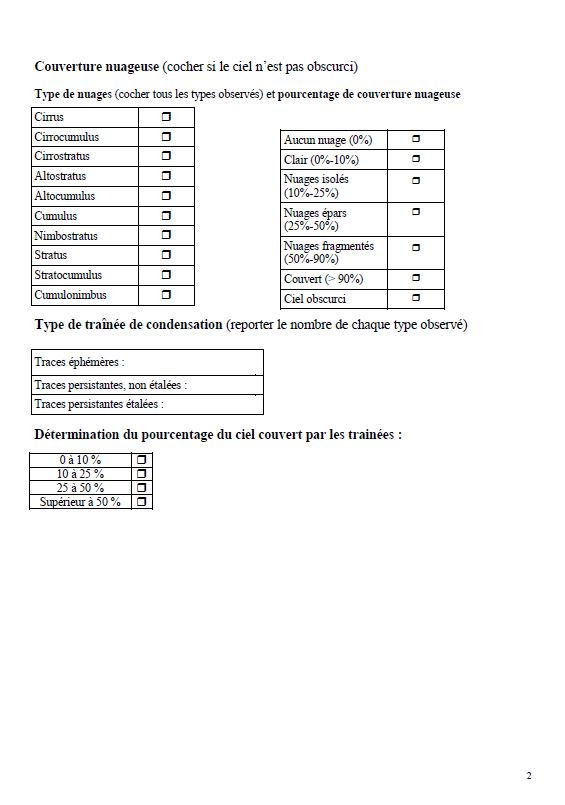 Couverture nuageuse (cocher si le ciel n'est pas obscurci)
Type de nuages (cocher tous les types observés) et pourcentage de couverture nuageuse
Cirrus
Cirrocumulus
Cirrostratus
Altostratus
Altocumulus
Cumulus
Nimbostratus
Stratus
Stratocumulus
Cumulonimbus
Aucun nuage (0%)
Clair (0%-10%)
Nuages isolés
(10%-25%)
Nuages épars
(25%-50%)
Nuages fragmentés
(50%-90%)
Couvert (> 90%)
Ciel obscurci
Type de traînée de condensation (reporter le nombre de chaque type observé)
Traces éphémères :
Traces persistantes, non étalées :
Traces persistantes étalées :
Détermination du pourcentage du ciel couvert par les trainées :
0 à 10 %
10 à 25 %
25 à 50 %
Supérieur à 50 %
2